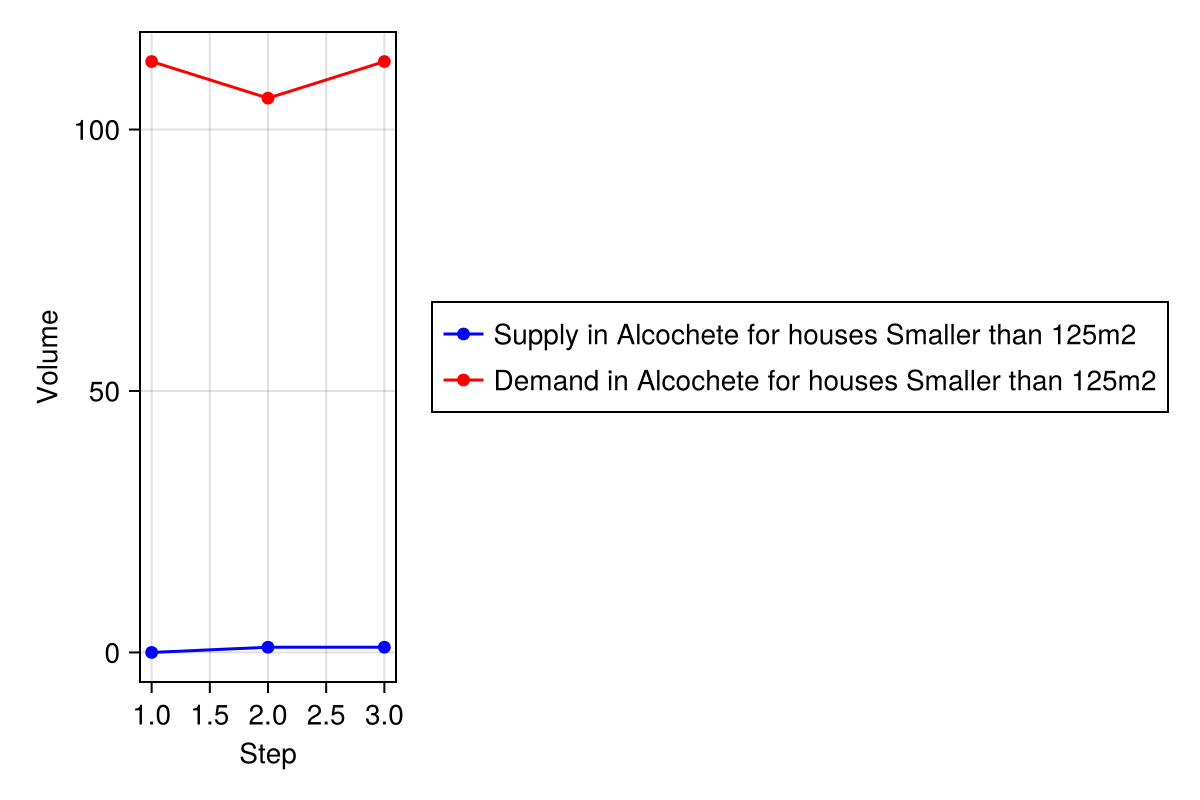 100
50
0
Volume
1.0 1.5 2.0 2.5 3.0
Step
Supply in Alcochete for houses Smaller than 125m2
Demand in Alcochete for houses Smaller than 125m2